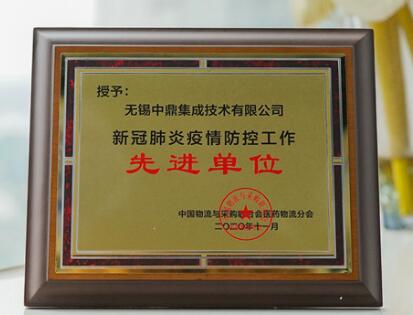 授予:
无锡中鼎集成技术有限公司
新冠肺炎疫情防控工作
先进单位
中国物流与采购联合会医药物流分会
二〇二〇年十一月